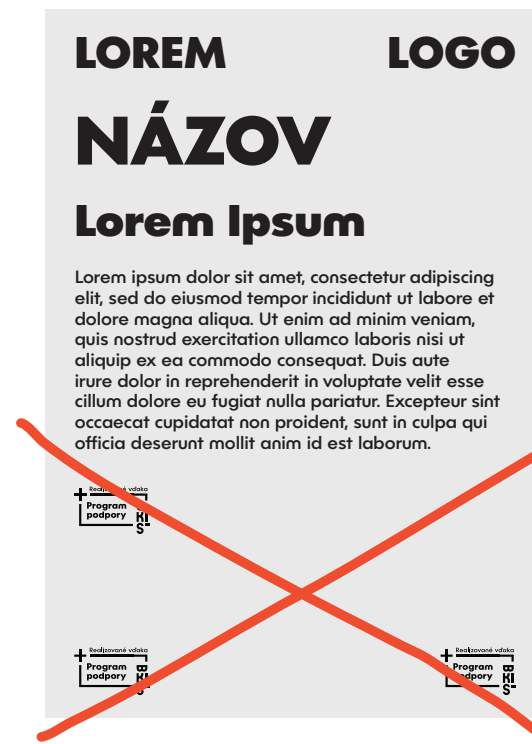 LOREM LOGO
NÁZOV
Lorem Ipsum
Lorem ipsum dolor sit amet, consectetur adipiscing
elit, sed do eiusmod tempor incididunt ut labore et
dolore magna aliqua. Ut enim ad minim veniam,
quis nostrud exercitation ullamco laboris nisi ut
aliquip ex ea commodo consequat. Duis aute
irure dolor in reprehenderit in voluptate velit esse
cillum dolore eu fugiat nulla pariatur. Excepteur sint
occaecat cupidatat non proident, sunt in culpa qui
officia deserunt mollit anim id est laborum.
Realizované vďaka
Program
podpory
BKIS
Realizované vďaka
Program
podpory
BKIS
Realizované vďaka
Program
podpory
BKIS